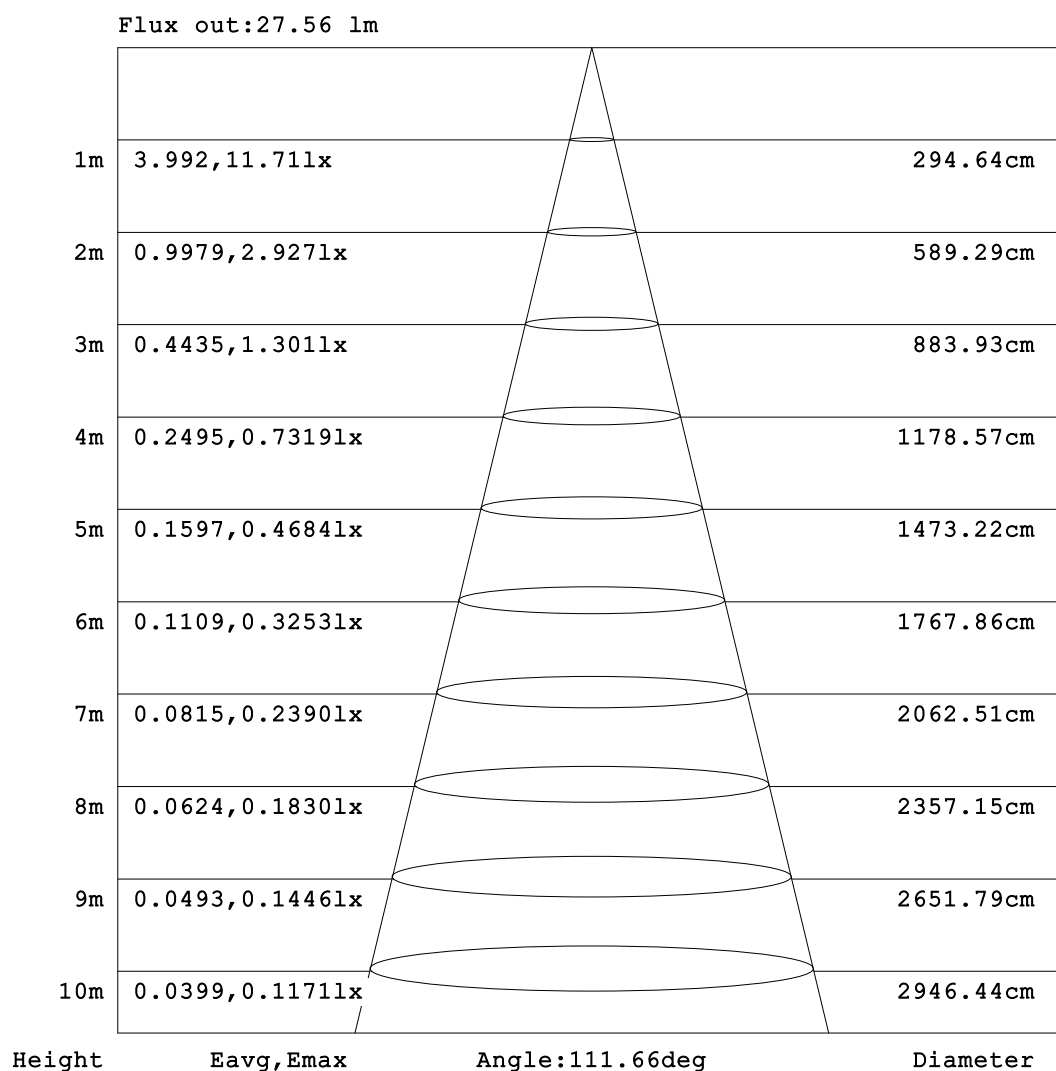 Flux out:27.56 lm
1m 3.992,11.71lx 294.64cm
2m 0.9979,2.927lx 589.29cm
3m 0.4435,1.301lx 883.93cm
4m 0.2495,0.7319lx 1178.57cm
5m 0.1597,0.4684lx 1473.22cm
6m 0.1109,0.3253lx 1767.86cm
7m 0.0815,0.2390lx 2062.51cm
8m 0.0624,0.1830lx 2357.15cm
9m 0.0493,0.1446lx 2651.79cm
10m 0.0399,0.1171lx 2946.44cm
Height Eavg,Emax Angle:111.66deg Diameter